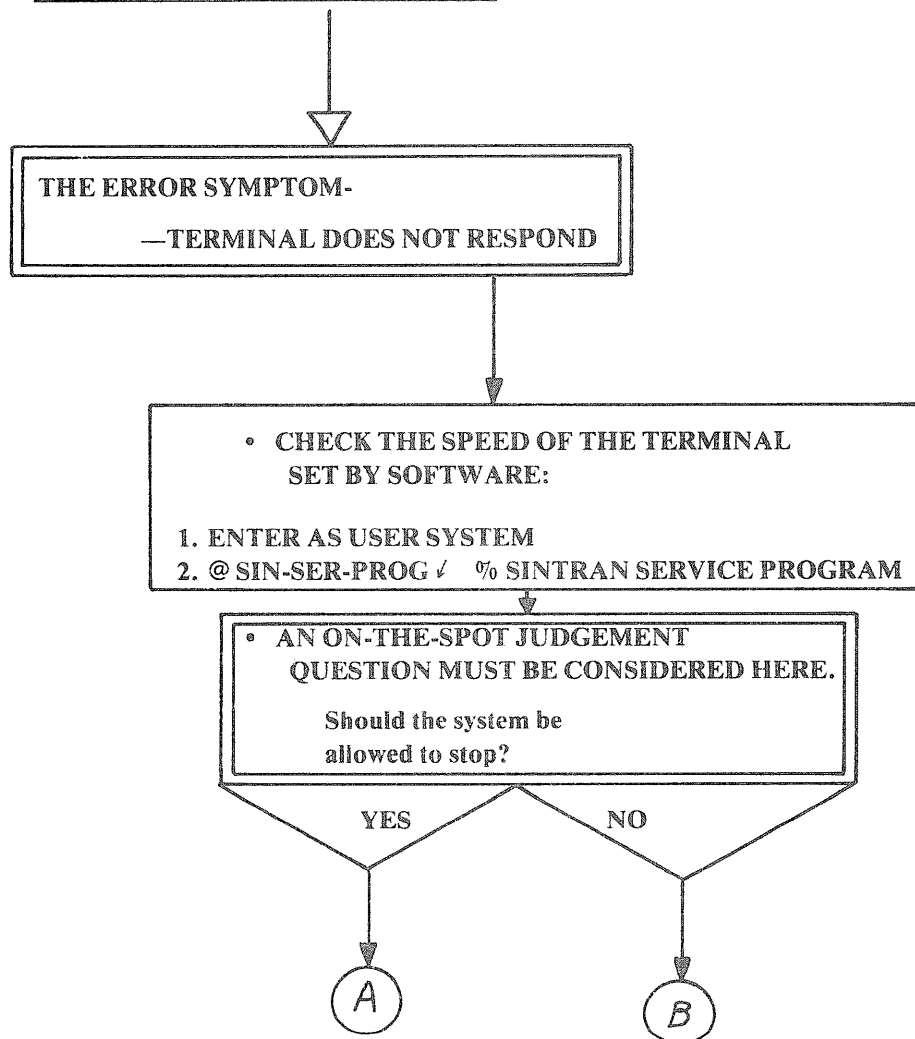 THE ERROR SYMPTOM-
—TERMINAL DOES NOT RESPOND
• CHECK THE SPEED OF THE TERMINAL
SET BY SOFTWARE:
1. ENTER AS USER SYSTEM
2. @ SIN-SER-PROG ↙ % SINTRAN SERVICE PROGRAM
• AN ON-THE-SPOT JUDGEMENT
QUESTION MUST BE CONSIDERED HERE.
Should the system be
allowed to stop?
YES NO
A
B